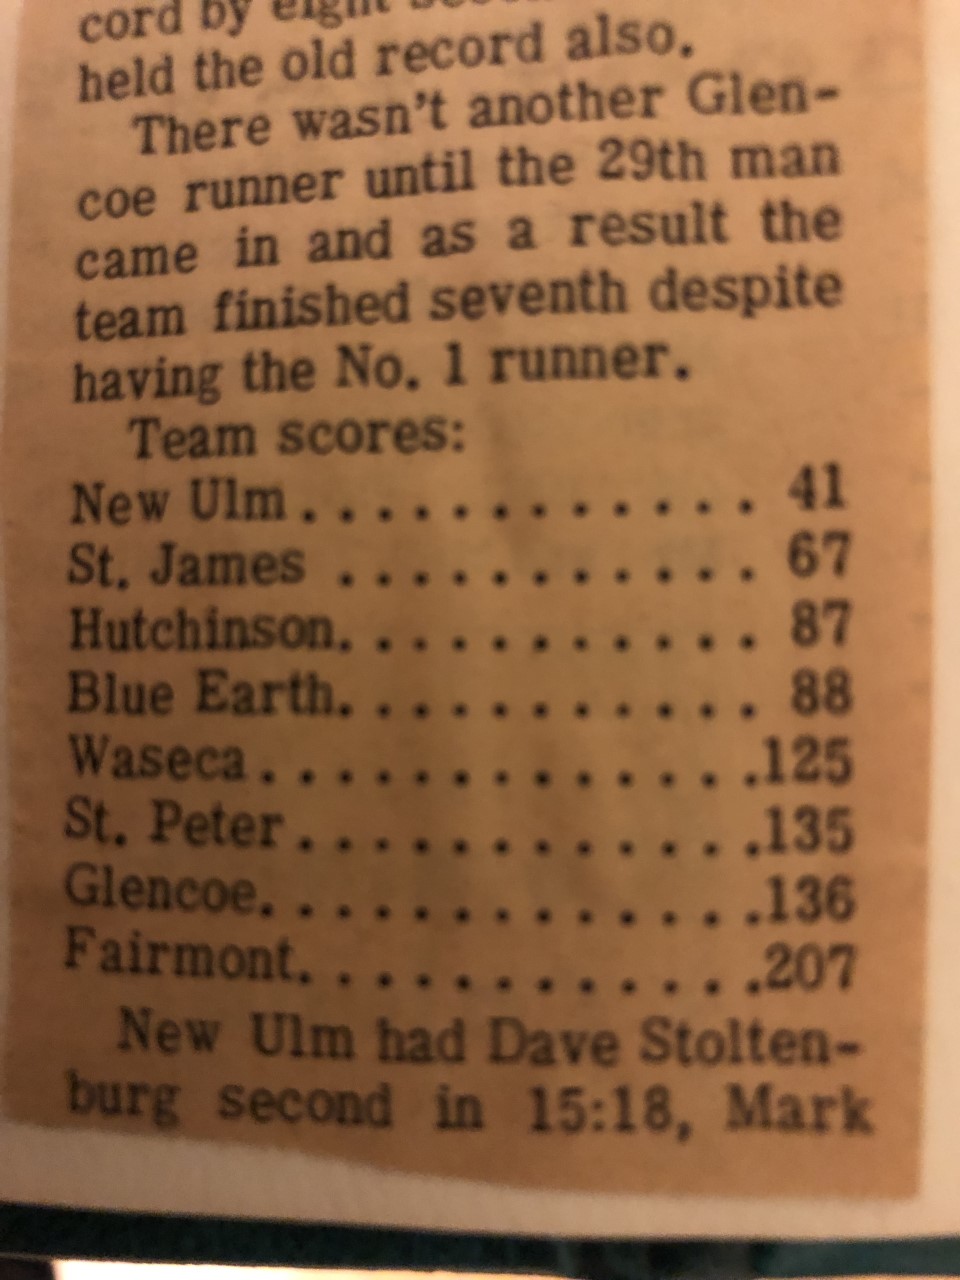 cord by eight
held the old record also.
There wasn't another Glen-
coe runner until the 29th man
came in and as a result the
team finished seventh despite
having the No. 1 runner.
Team scores:
New Ulm . . . . . . . . . . . . 41
St. James . . . . . . . . . . . 67
Hutchinson. . . . . . . . . . . 87
Blue Earth. . . . . . . . . . . 88
Waseca . . . . . . . . . . . . . .125
St. Peter . . . . . . . . . . . . .135
Glencoe. . . . . . . . . . . . . .136
Fairmont. . . . . . . . . . . . .207
New Ulm had Dave Stolten-
burg second in 15:18, Mark